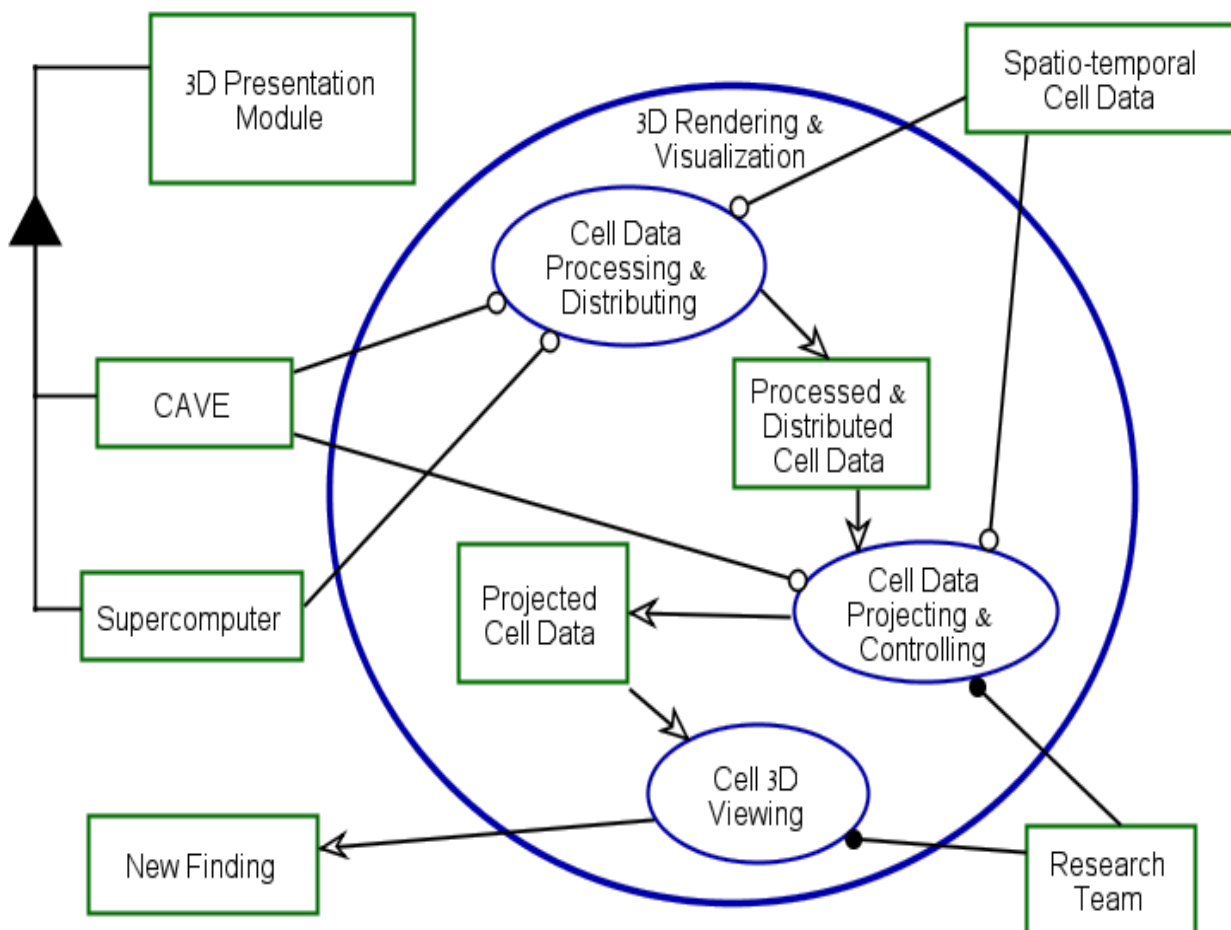 3D Presentation
Module
Spatio-temporal
Cell Data
3D Rendering &
Visualization
Cell Data
Processing &
Distributing
CAVE
Processed &
Distributed
Cell Data
Supercomputer
Projected
Cell Data
Cell Data
Projecting &
Controlling
Cell 3D
Viewing
New Finding
Research
Team